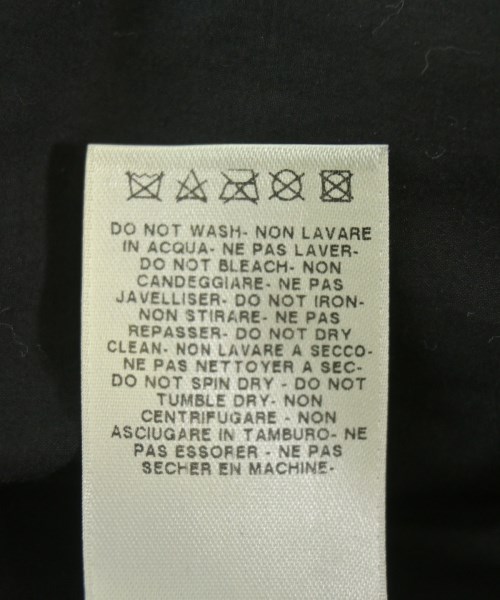 DO NOT WASH- NON LAVARE
IN ACQUA- NE PAS LAVER-
DO NOT BLEACH- NON
CANDEGGIARE- NE PAS
JAVELLISER- DO NOT IRON-
NON STIRARE- NE PAS
REPASSER- DO NOT DRY
CLEAN- NON LAVARE A SECCO-
NE PAS NETTOYER A SEC-
DO NOT SPIN DRY - DO NOT
TUMBLE DRY- NON
CENTRIFUGARE - NON
ASCIUGARE IN TAMBURO- NE
PAS ESSORER - NE PAS
SECHER EN MACHINE-